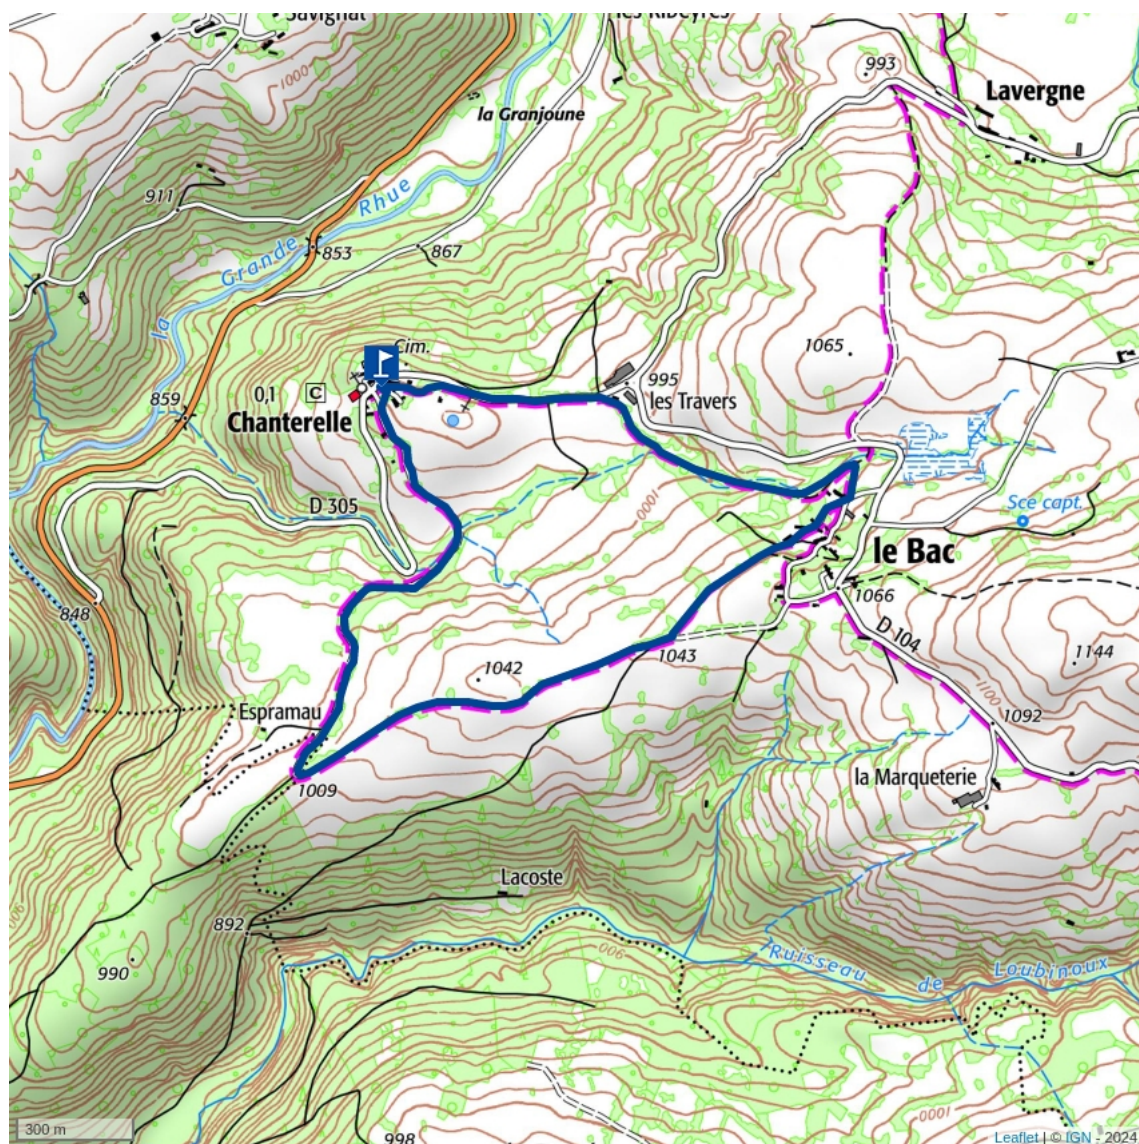 Savignat
les Ribeyres
1000
993
Lavergne
la Granjoune
911
la Grande Rhue
853
867
Cim.
1065
0,1
C
859
Chanterelle
995
les Travers
D 305
1000
Sce capt.
le Bac
1066
848
D 104
1042
1043
1144
1100
Espramau
1092
1009
la Marqueterie
Lacoste
900
892
900
990
Ruisseau de Loubinoux
1000
998
300 m
Leaflet | © IGN - 2024